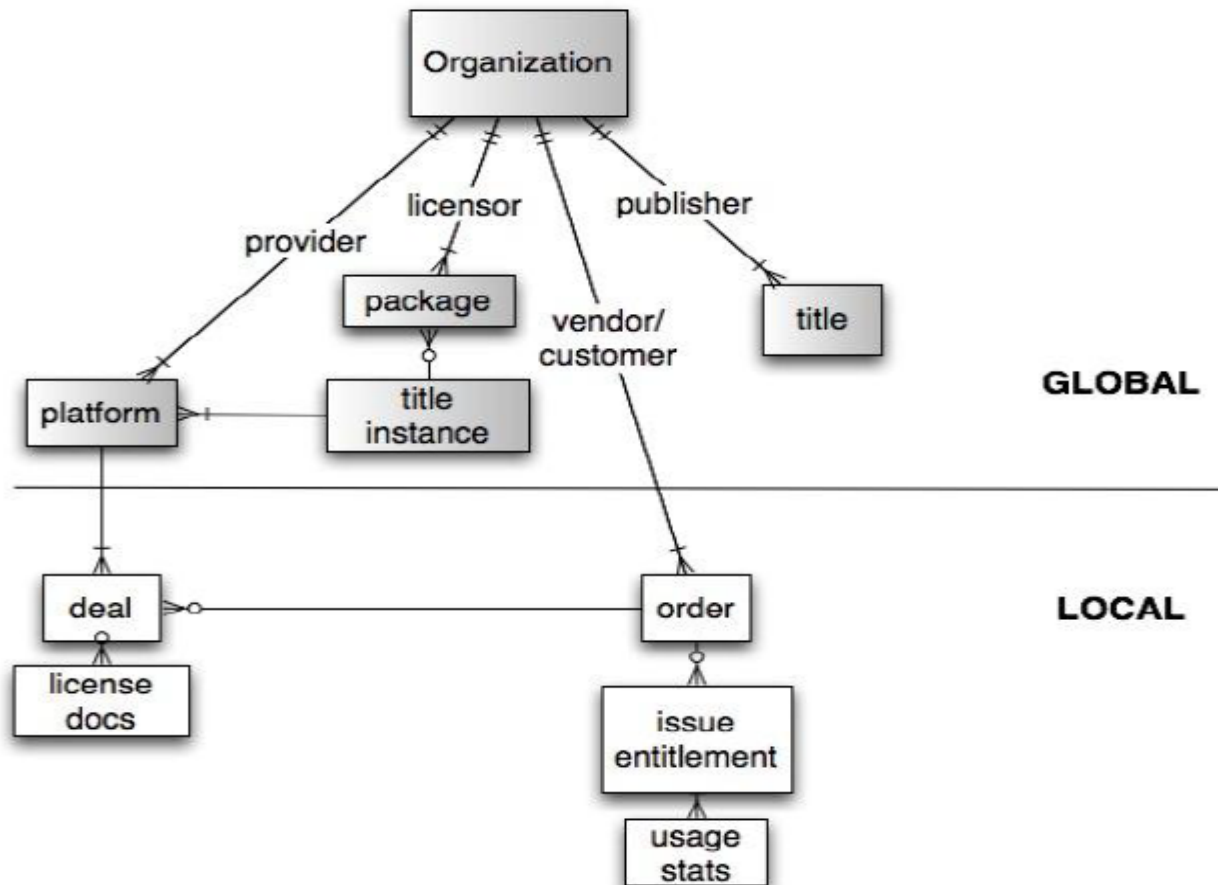 Organization
licensor
publisher
provider
package
title
vendor/
customer
GLOBAL
platform
title
instance
deal
order
LOCAL
license
docs
issue
entitlement
usage
stats